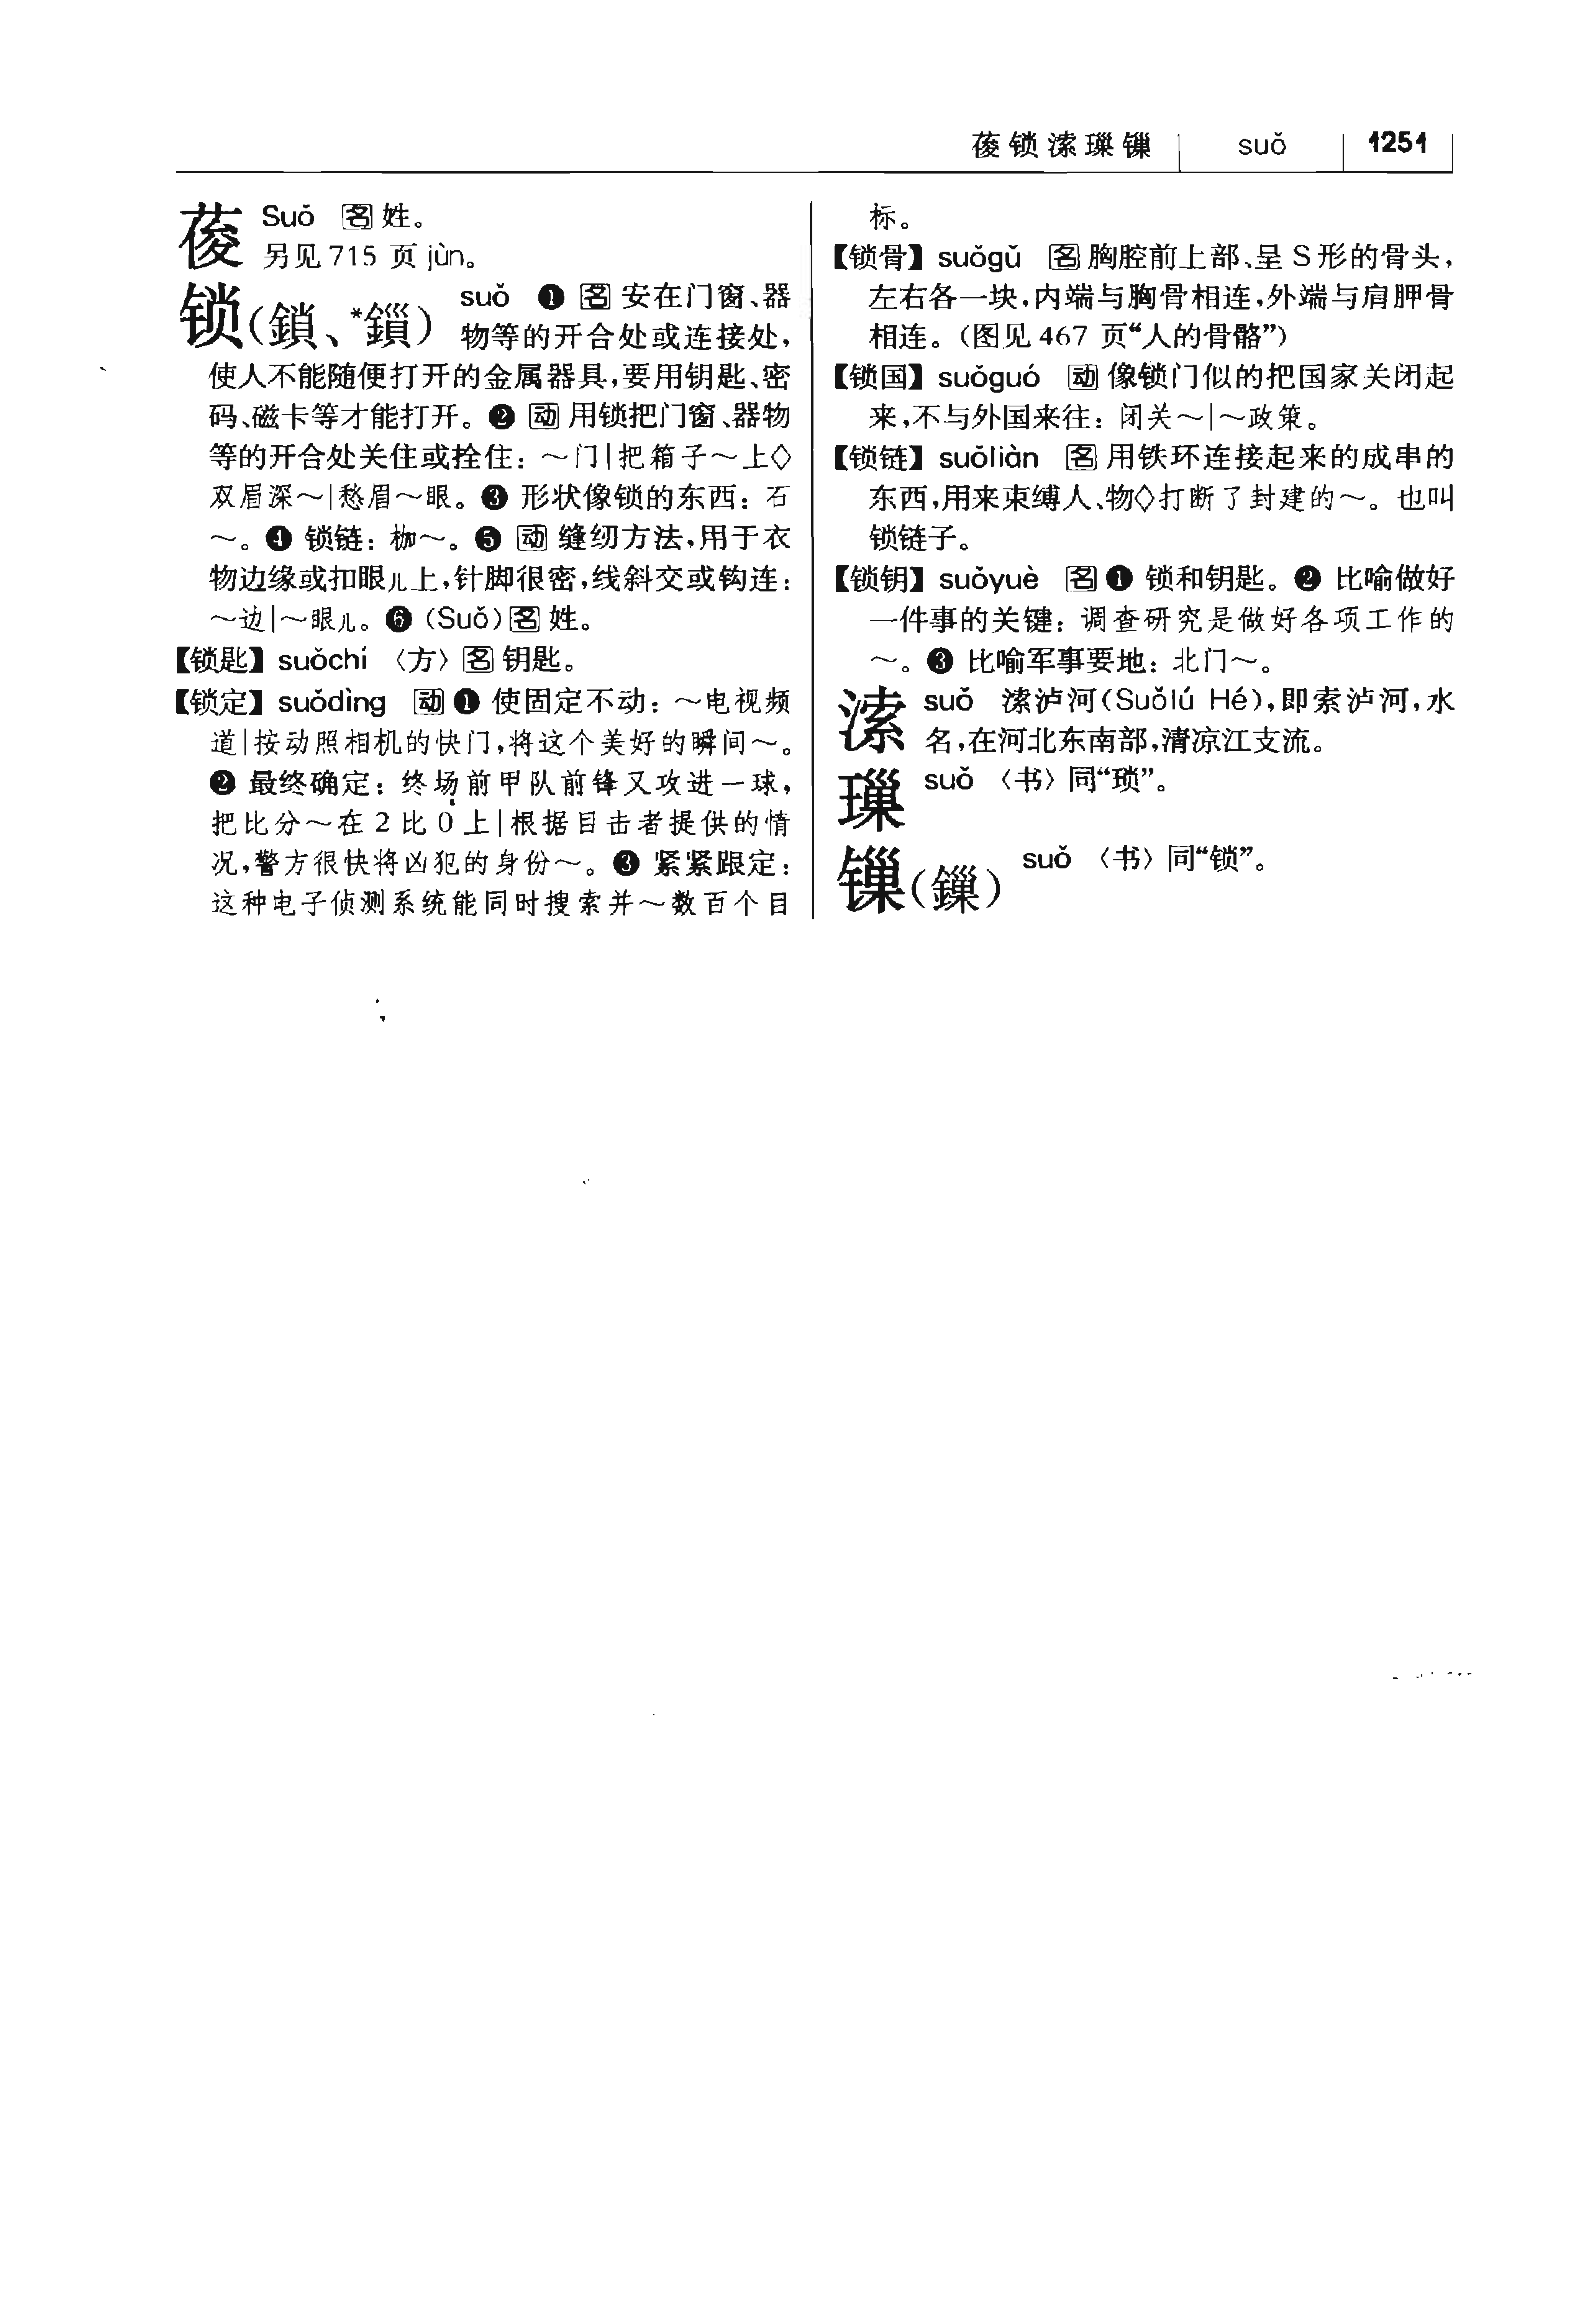 葰锁溹璅鏁 suǒ 1251
葰 Suǒ 名 姓。
另见 715 页 jùn。
锁(鎖、*鎻) suǒ ❶ 名 安在门窗、器
物等的开合处或连接处,
使人不能随便打开的金属器具,要用钥匙、密
码、磁卡等才能打开。❷ 动 用锁把门窗、器物
等的开合处关住或拴住:～门|把箱子～上◇
双眉深～|愁眉～眼。❸ 形状像锁的东西:石
～。❹ 锁链:枷～。❺ 动 缝纫方法,用于衣
物边缘或扣眼儿上,针脚很密,线斜交或钩连:
～边|～眼儿。❻ (Suǒ) 名 姓。
【锁匙】 suǒchí 〈方〉 名 钥匙。
【锁定】 suǒdìng 动 ❶ 使固定不动:～电视频
道|按动照相机的快门,将这个美好的瞬间～。
❷ 最终确定:终场前甲队前锋又攻进一球,
把比分～在 2 比 0 上|根据目击者提供的情
况,警方很快将凶犯的身份～。❸ 紧紧跟定:
这种电子侦测系统能同时搜索并～数百个目
标。
【锁骨】 suǒgǔ 名 胸腔前上部、呈 S 形的骨头,
左右各一块,内端与胸骨相连,外端与肩胛骨
相连。(图见 467 页“人的骨骼”)
【锁国】 suǒguó 动 像锁门似的把国家关闭起
来,不与外国来往:闭关～|～政策。
【锁链】 suǒliàn 名 用铁环连接起来的成串的
东西,用来束缚人、物◇打断了封建的～。也叫
锁链子。
【锁钥】 suǒyuè 名 ❶ 锁和钥匙。❷ 比喻做好
一件事的关键:调查研究是做好各项工作的
～。❸ 比喻军事要地:北门～。
溹 suǒ 溹泸河(Suǒlú Hé),即索泸河,水
名,在河北东南部,清凉江支流。
璅 suǒ 〈书〉同“琐”。
𨱏(鏁) suǒ 〈书〉同“锁”。